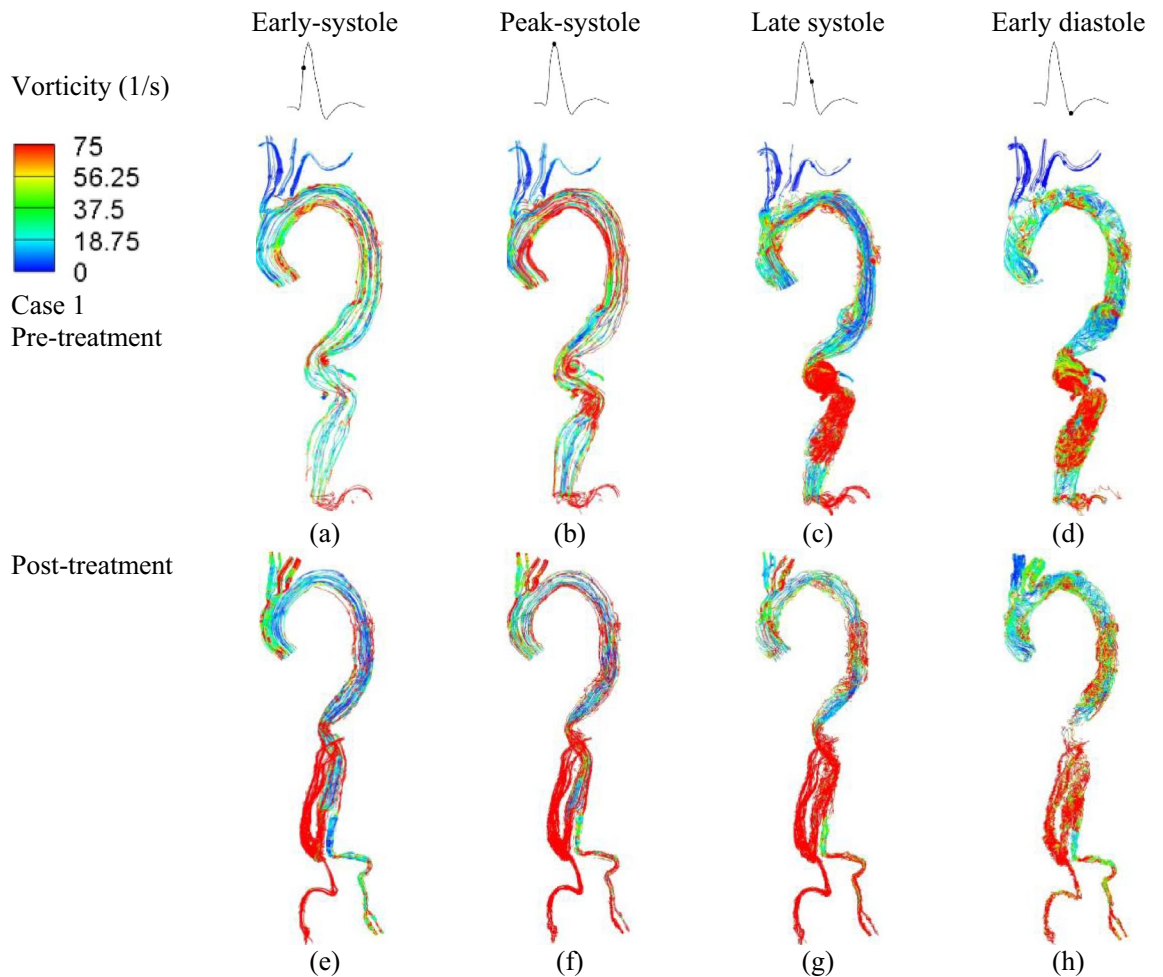 Early-systole
Peak-systole
Late systole
Early diastole
Vorticity (1/s)
75
56.25
37.5
18.75
0
Case 1
Pre-treatment
(a)
(b)
(c)
(d)
Post-treatment
(e)
(f)
(g)
(h)